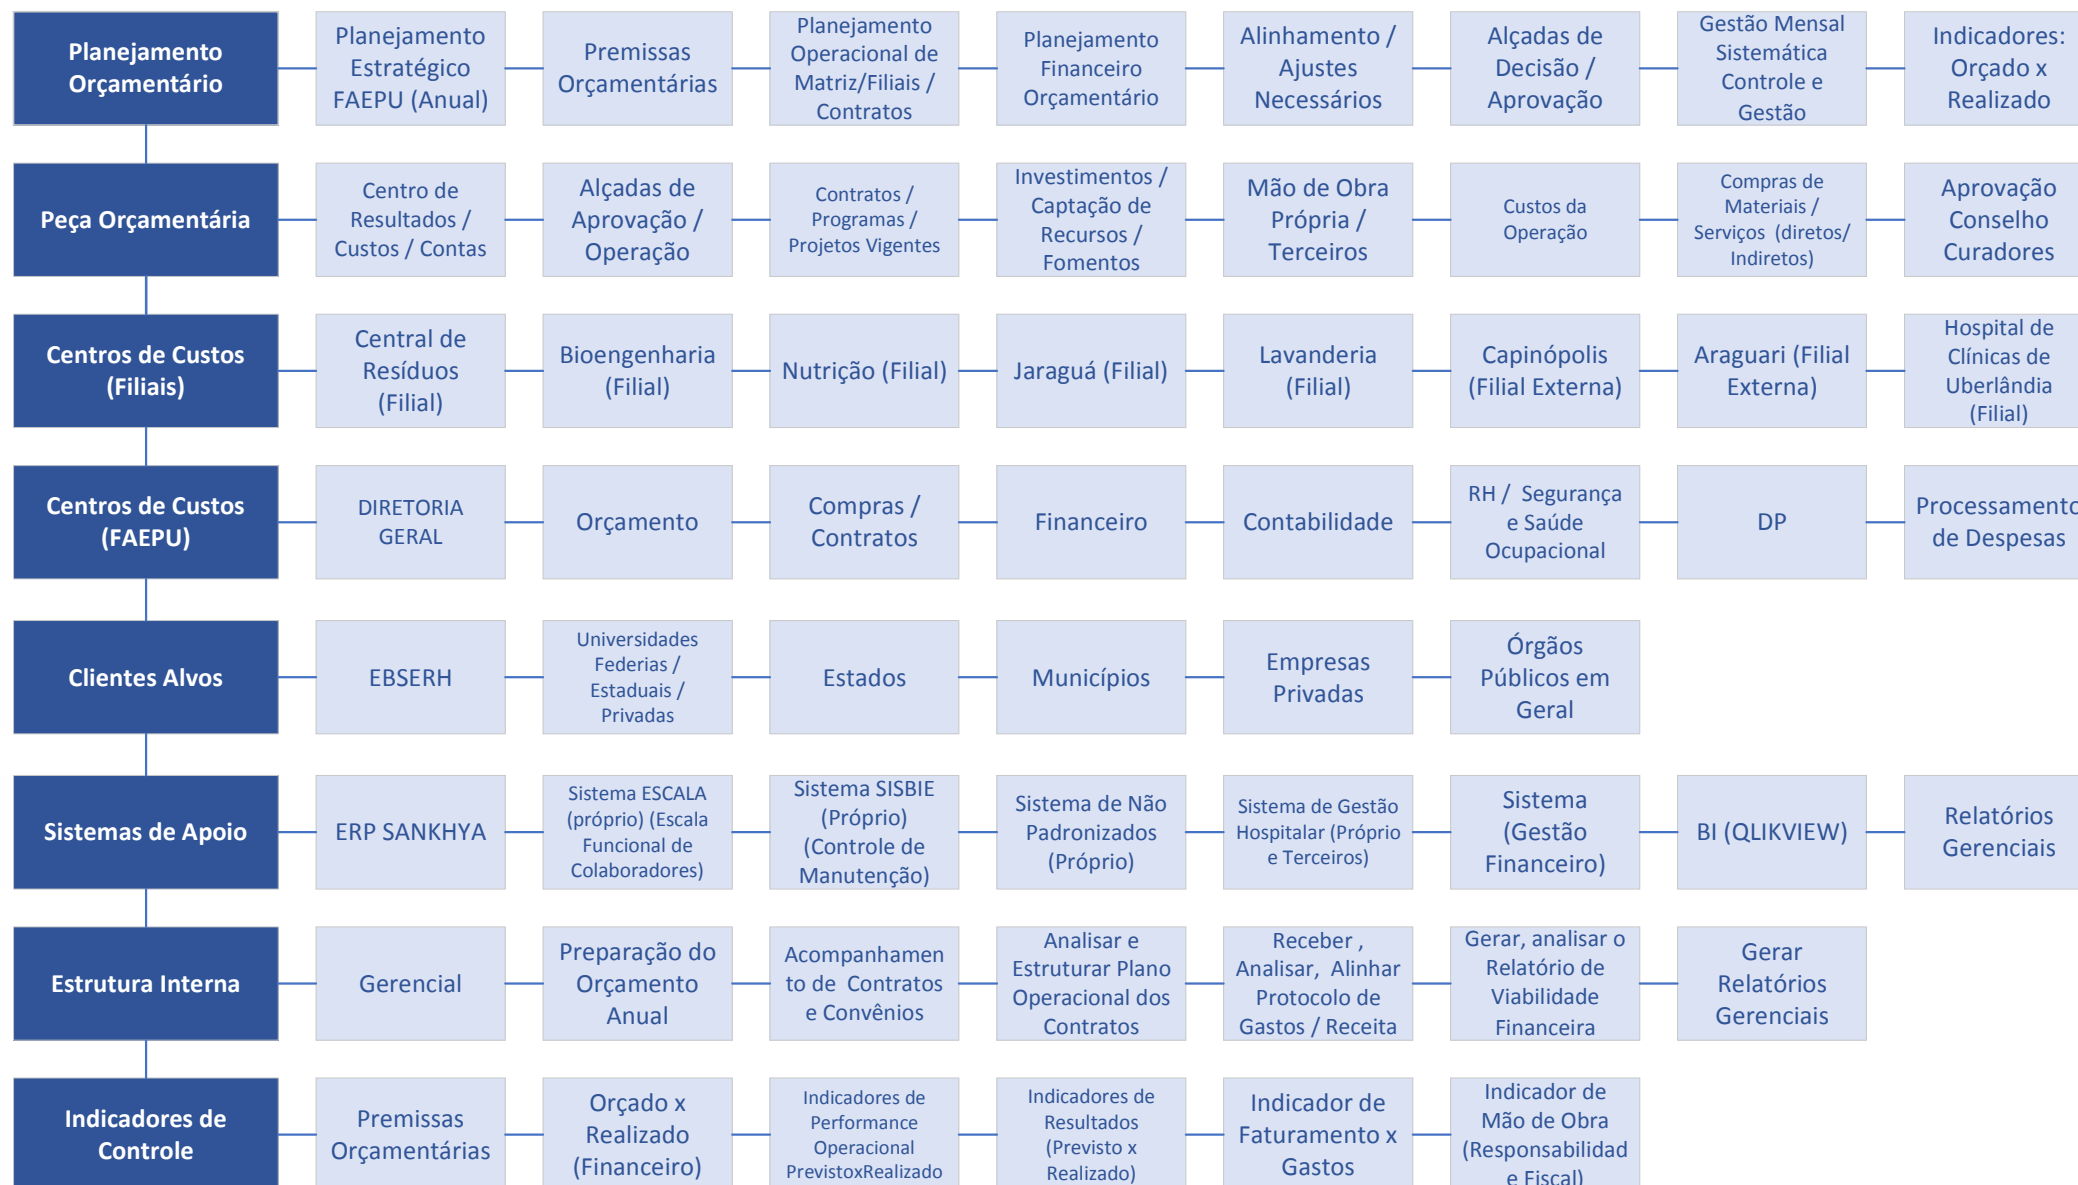 Planejamento
Orçamentário
Planejamento
Estratégico
FAEPU (Anual)
Premissas
Orçamentárias
Planejamento
Operacional de
Matriz/Filiais /
Contratos
Planejamento
Financeiro
Orçamentário
Alinhamento /
Ajustes
Necessários
Alçadas de
Decisão /
Aprovação
Gestão Mensal
Sistemática
Controle e
Gestão
Indicadores:
Orçado x
Realizado
Peça Orçamentária
Centro de
Resultados /
Custos / Contas
Alçadas de
Aprovação /
Operação
Contratos /
Programas /
Projetos Vigentes
Investimentos /
Captação de
Recursos /
Fomentos
Mão de Obra
Própria /
Terceiros
Custos da
Operação
Compras de
Materiais /
Serviços (diretos/
Indiretos)
Aprovação
Conselho
Curadores
Centros de Custos
(Filiais)
Central de
Resíduos
(Filial)
Bioengenharia
(Filial)
Nutrição (Filial)
Jaraguá (Filial)
Lavanderia
(Filial)
Capinópolis
(Filial Externa)
Araguari (Filial
Externa)
Hospital de
Clínicas de
Uberlândia
(Filial)
Centros de Custos
(FAEPU)
DIRETORIA
GERAL
Orçamento
Compras /
Contratos
Financeiro
Contabilidade
RH / Segurança
e Saúde
Ocupacional
DP
Processamento
de Despesas
Clientes Alvos
EBSERH
Universidades
Federias /
Estaduais /
Privadas
Estados
Municípios
Empresas
Privadas
Órgãos
Públicos em
Geral
Sistemas de Apoio
ERP SANKHYA
Sistema ESCALA
(próprio) (Escala
Funcional de
Colaboradores)
Sistema SISBIE
(Próprio)
(Controle de
Manutenção)
Sistema de Não
Padronizados
(Próprio)
Sistema de Gestão
Hospitalar (Próprio
e Terceiros)
Sistema
(Gestão
Financeiro)
BI (QLIKVIEW)
Relatórios
Gerenciais
Estrutura Interna
Gerencial
Preparação do
Orçamento
Anual
Acompanhamen
to de Contratos
e Convênios
Analisar e
Estruturar Plano
Operacional dos
Contratos
Receber ,
Analisar, Alinhar
Protocolo de
Gastos / Receita
Gerar, analisar o
Relatório de
Viabilidade
Financeira
Gerar
Relatórios
Gerenciais
Indicadores de
Controle
Premissas
Orçamentárias
Orçado x
Realizado
(Financeiro)
Indicadores de
Performance
Operacional
PrevistoxRealizado
Indicadores de
Resultados
(Previsto x
Realizado)
Indicador de
Faturamento x
Gastos
Indicador de
Mão de Obra
(Responsabilidad
e Fiscal)